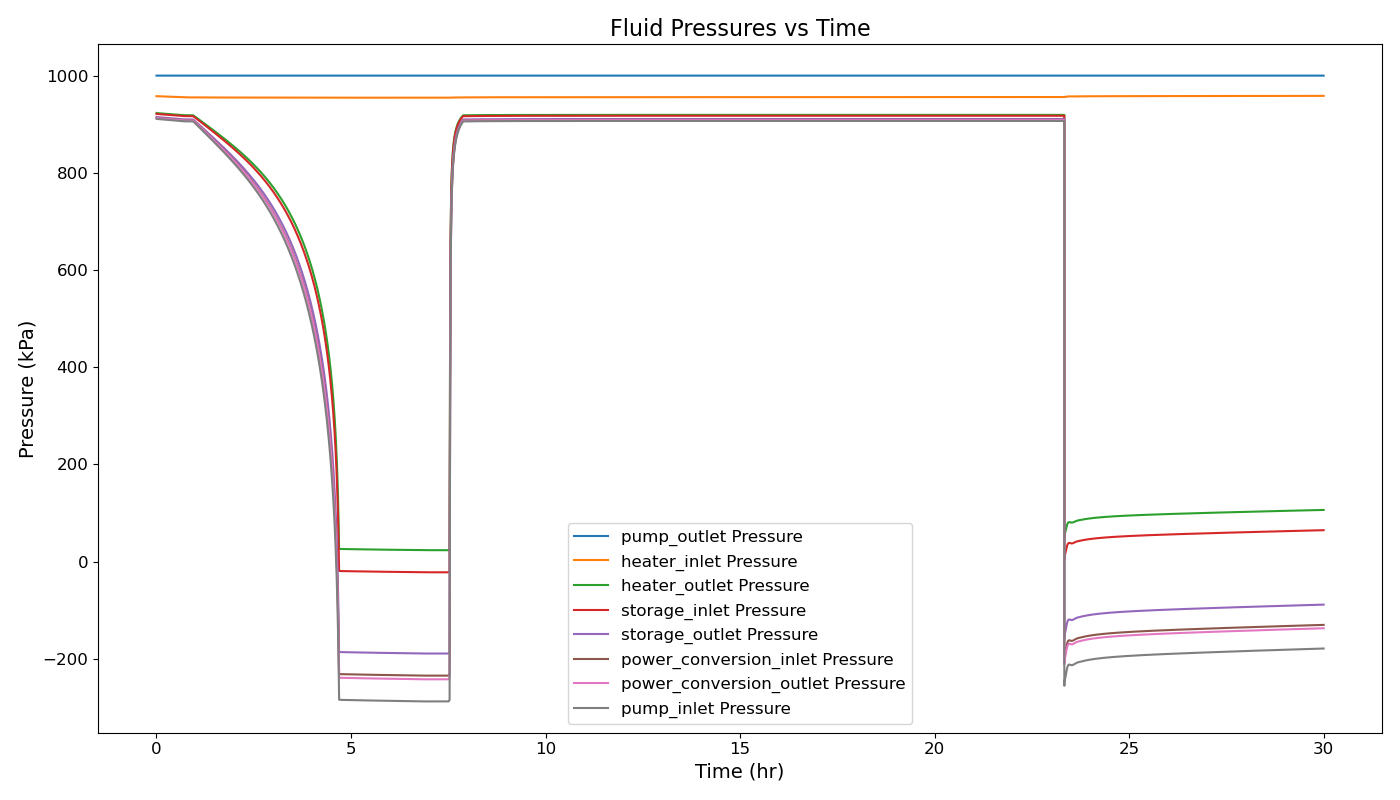 Fluid Pressures vs Time
1000
800
600
400
200
0
−200
Pressure (kPa)
pump_outlet Pressure
heater_inlet Pressure
heater_outlet Pressure
storage_inlet Pressure
storage_outlet Pressure
power_conversion_inlet Pressure
power_conversion_outlet Pressure
pump_inlet Pressure
0 5 10 15 20 25 30
Time (hr)